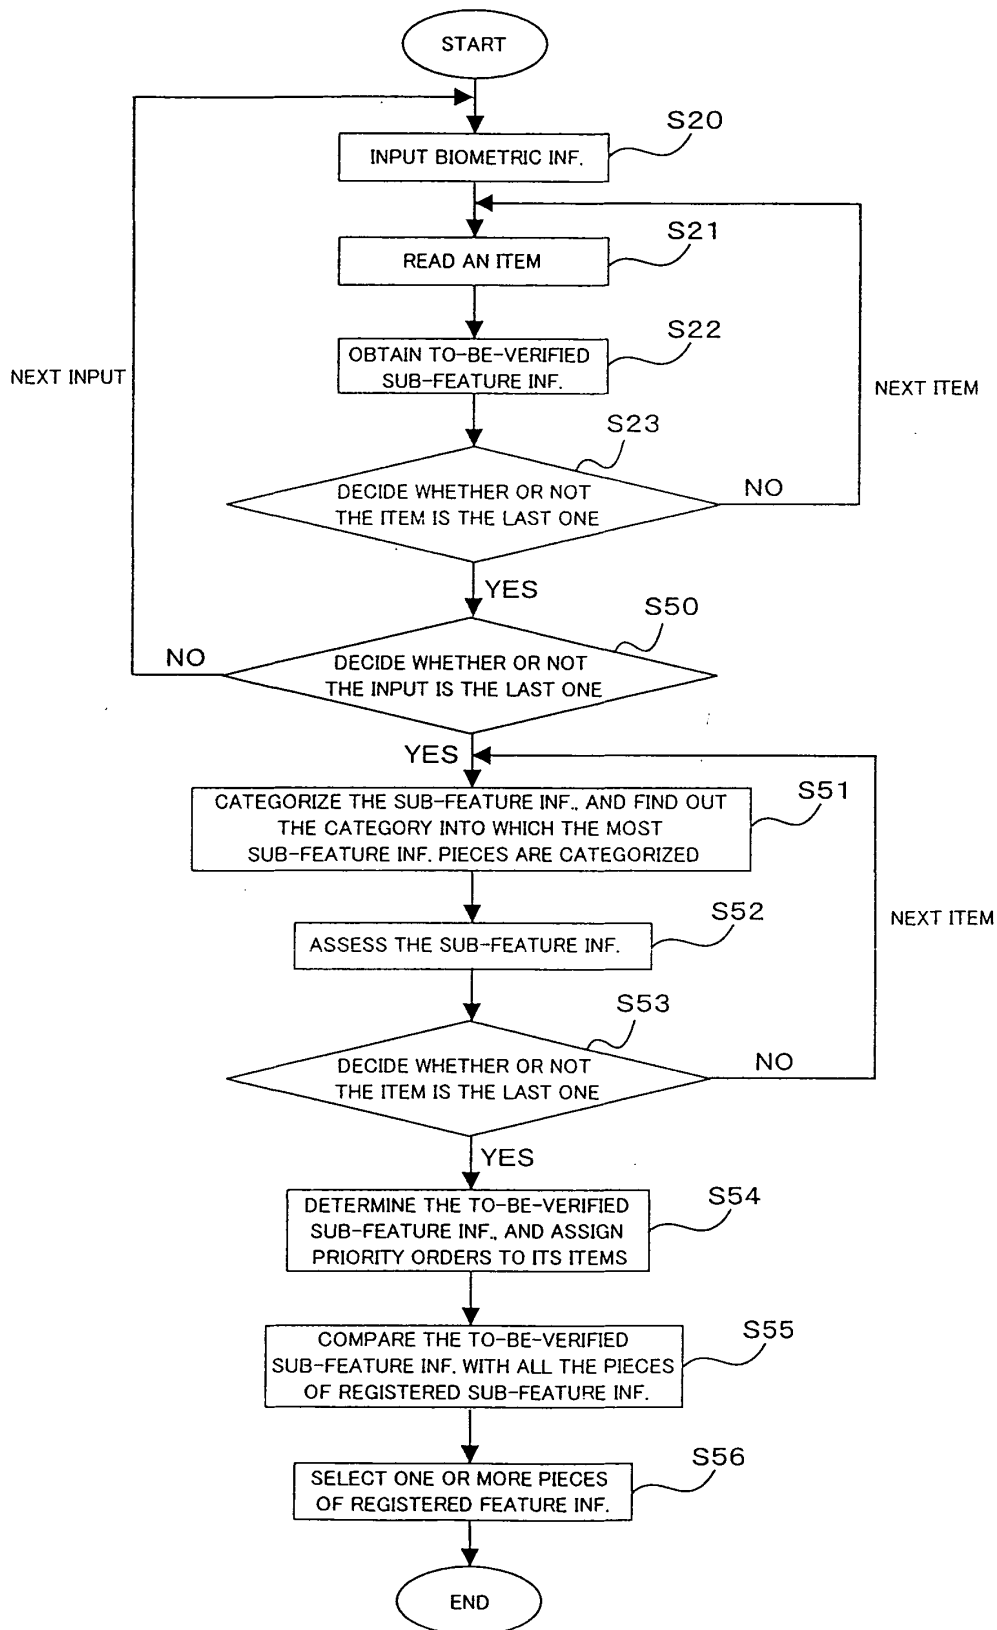 START
S20
INPUT BIOMETRIC INF.
S21
READ AN ITEM
S22
OBTAIN TO-BE-VERIFIED
SUB-FEATURE INF.
NEXT INPUT
NEXT ITEM
S23
DECIDE WHETHER OR NOT
THE ITEM IS THE LAST ONE
NO
YES
S50
NO
DECIDE WHETHER OR NOT
THE INPUT IS THE LAST ONE
YES
S51
CATEGORIZE THE SUB-FEATURE INF., AND FIND OUT
THE CATEGORY INTO WHICH THE MOST
SUB-FEATURE INF. PIECES ARE CATEGORIZED
S52
NEXT ITEM
ASSESS THE SUB-FEATURE INF.
S53
DECIDE WHETHER OR NOT
THE ITEM IS THE LAST ONE
NO
YES
S54
DETERMINE THE TO-BE-VERIFIED
SUB-FEATURE INF., AND ASSIGN
PRIORITY ORDERS TO ITS ITEMS
S55
COMPARE THE TO-BE-VERIFIED
SUB-FEATURE INF. WITH ALL THE PIECES
OF REGISTERED SUB-FEATURE INF.
S56
SELECT ONE OR MORE PIECES
OF REGISTERED FEATURE INF.
END